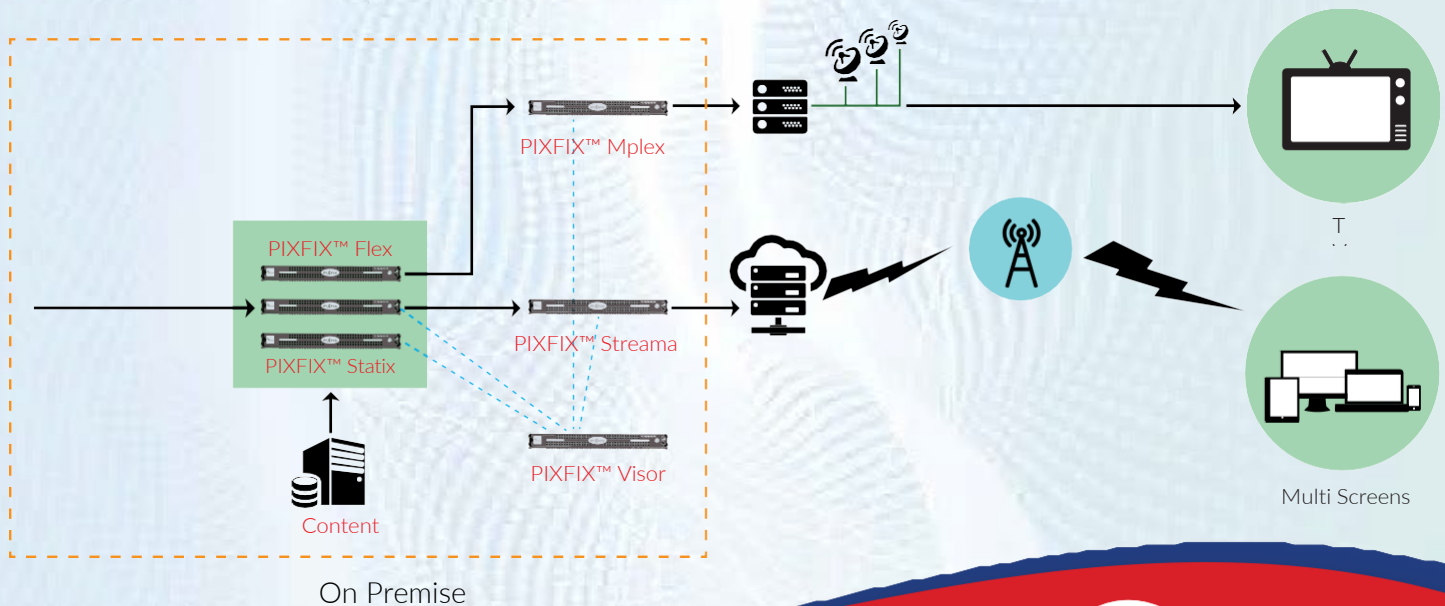 PIXFIX™ Mplex
PIXFIX™ Flex
T
PIXFIX™ Streama
PIXFIX™ Statix
PIXFIX™ Visor
Multi Screens
Content
On Premise